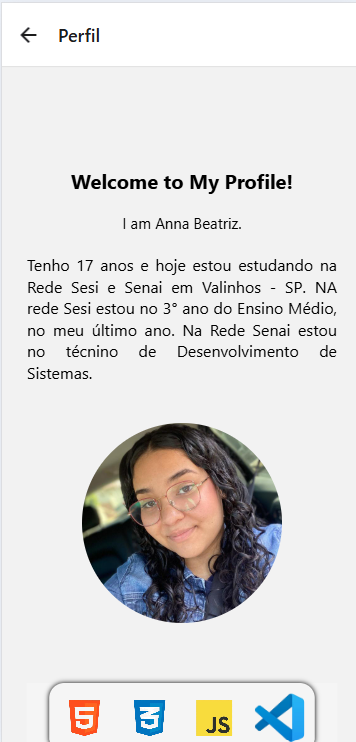 Perfil
Welcome to My Profile!
I am Anna Beatriz.
Tenho 17 anos e hoje estou estudando na
Rede Sesi e Senai em Valinhos - SP. NA
rede Sesi estou no 3° ano do Ensino Médio,
no meu último ano. Na Rede Senai estou
no técnino de Desenvolvimento de
Sistemas.
5 3 JS